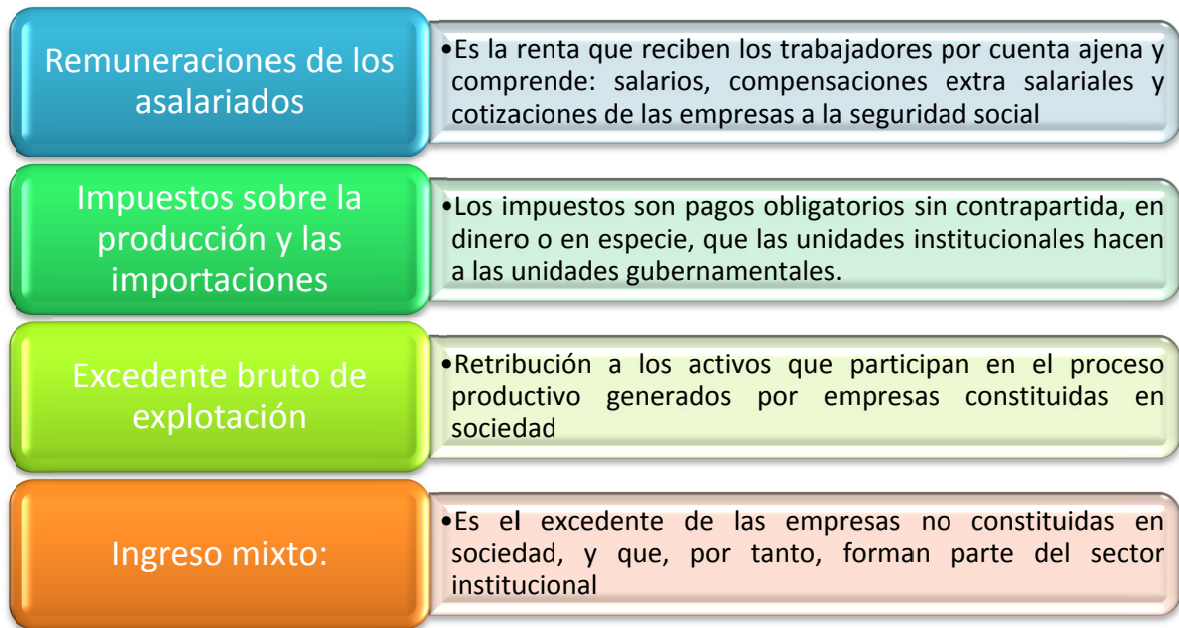 Remuneraciones de los
asalariados
•Es la renta que reciben los trabajadores por cuenta ajena y
comprende: salarios, compensaciones extra salariales y
cotizaciones de las empresas a la seguridad social
Impuestos sobre la
producción y las
importaciones
•Los impuestos son pagos obligatorios sin contrapartida, en
dinero o en especie, que las unidades institucionales hacen
a las unidades gubernamentales.
Excedente bruto de
explotación
•Retribución a los activos que participan en el proceso
productivo generados por empresas constituidas en
sociedad
Ingreso mixto:
•Es el excedente de las empresas no constituidas en
sociedad, y que, por tanto, forman parte del sector
institucional